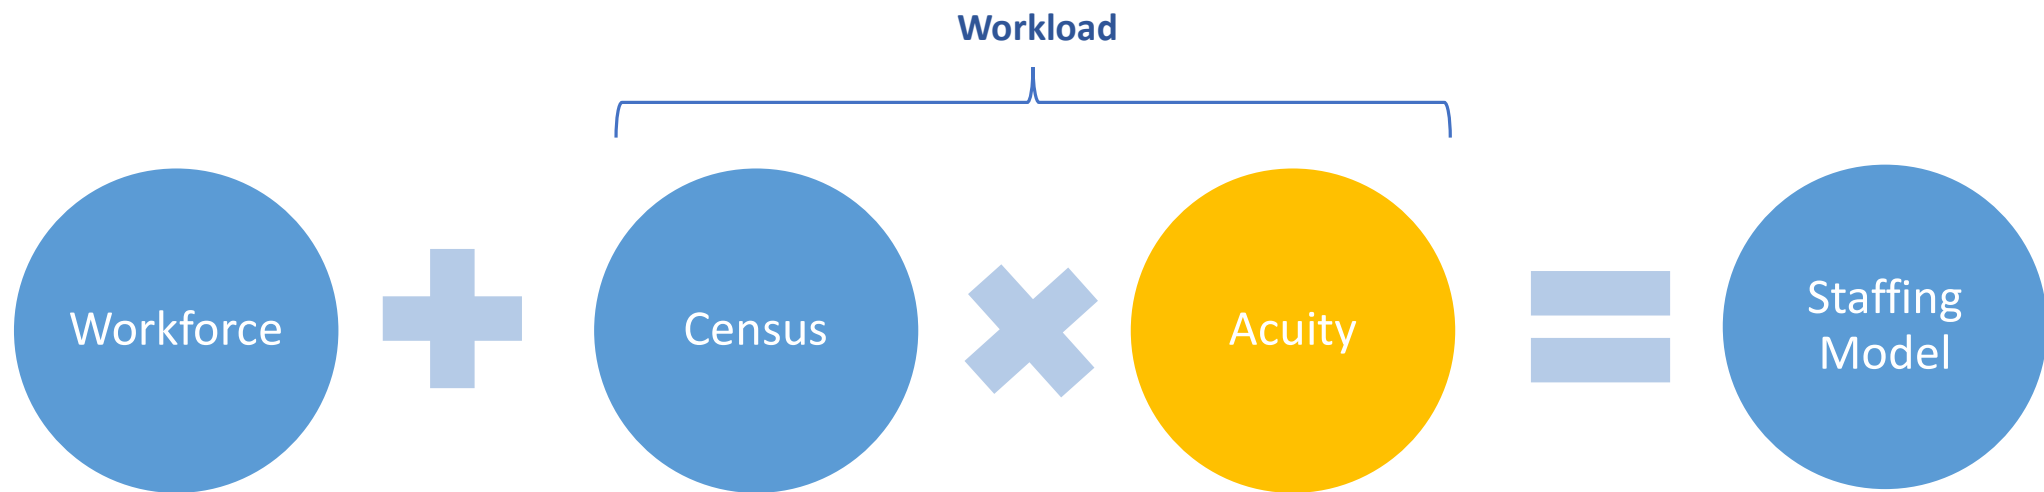 Workload
Workforce
Census
Acuity
Staffing
Model